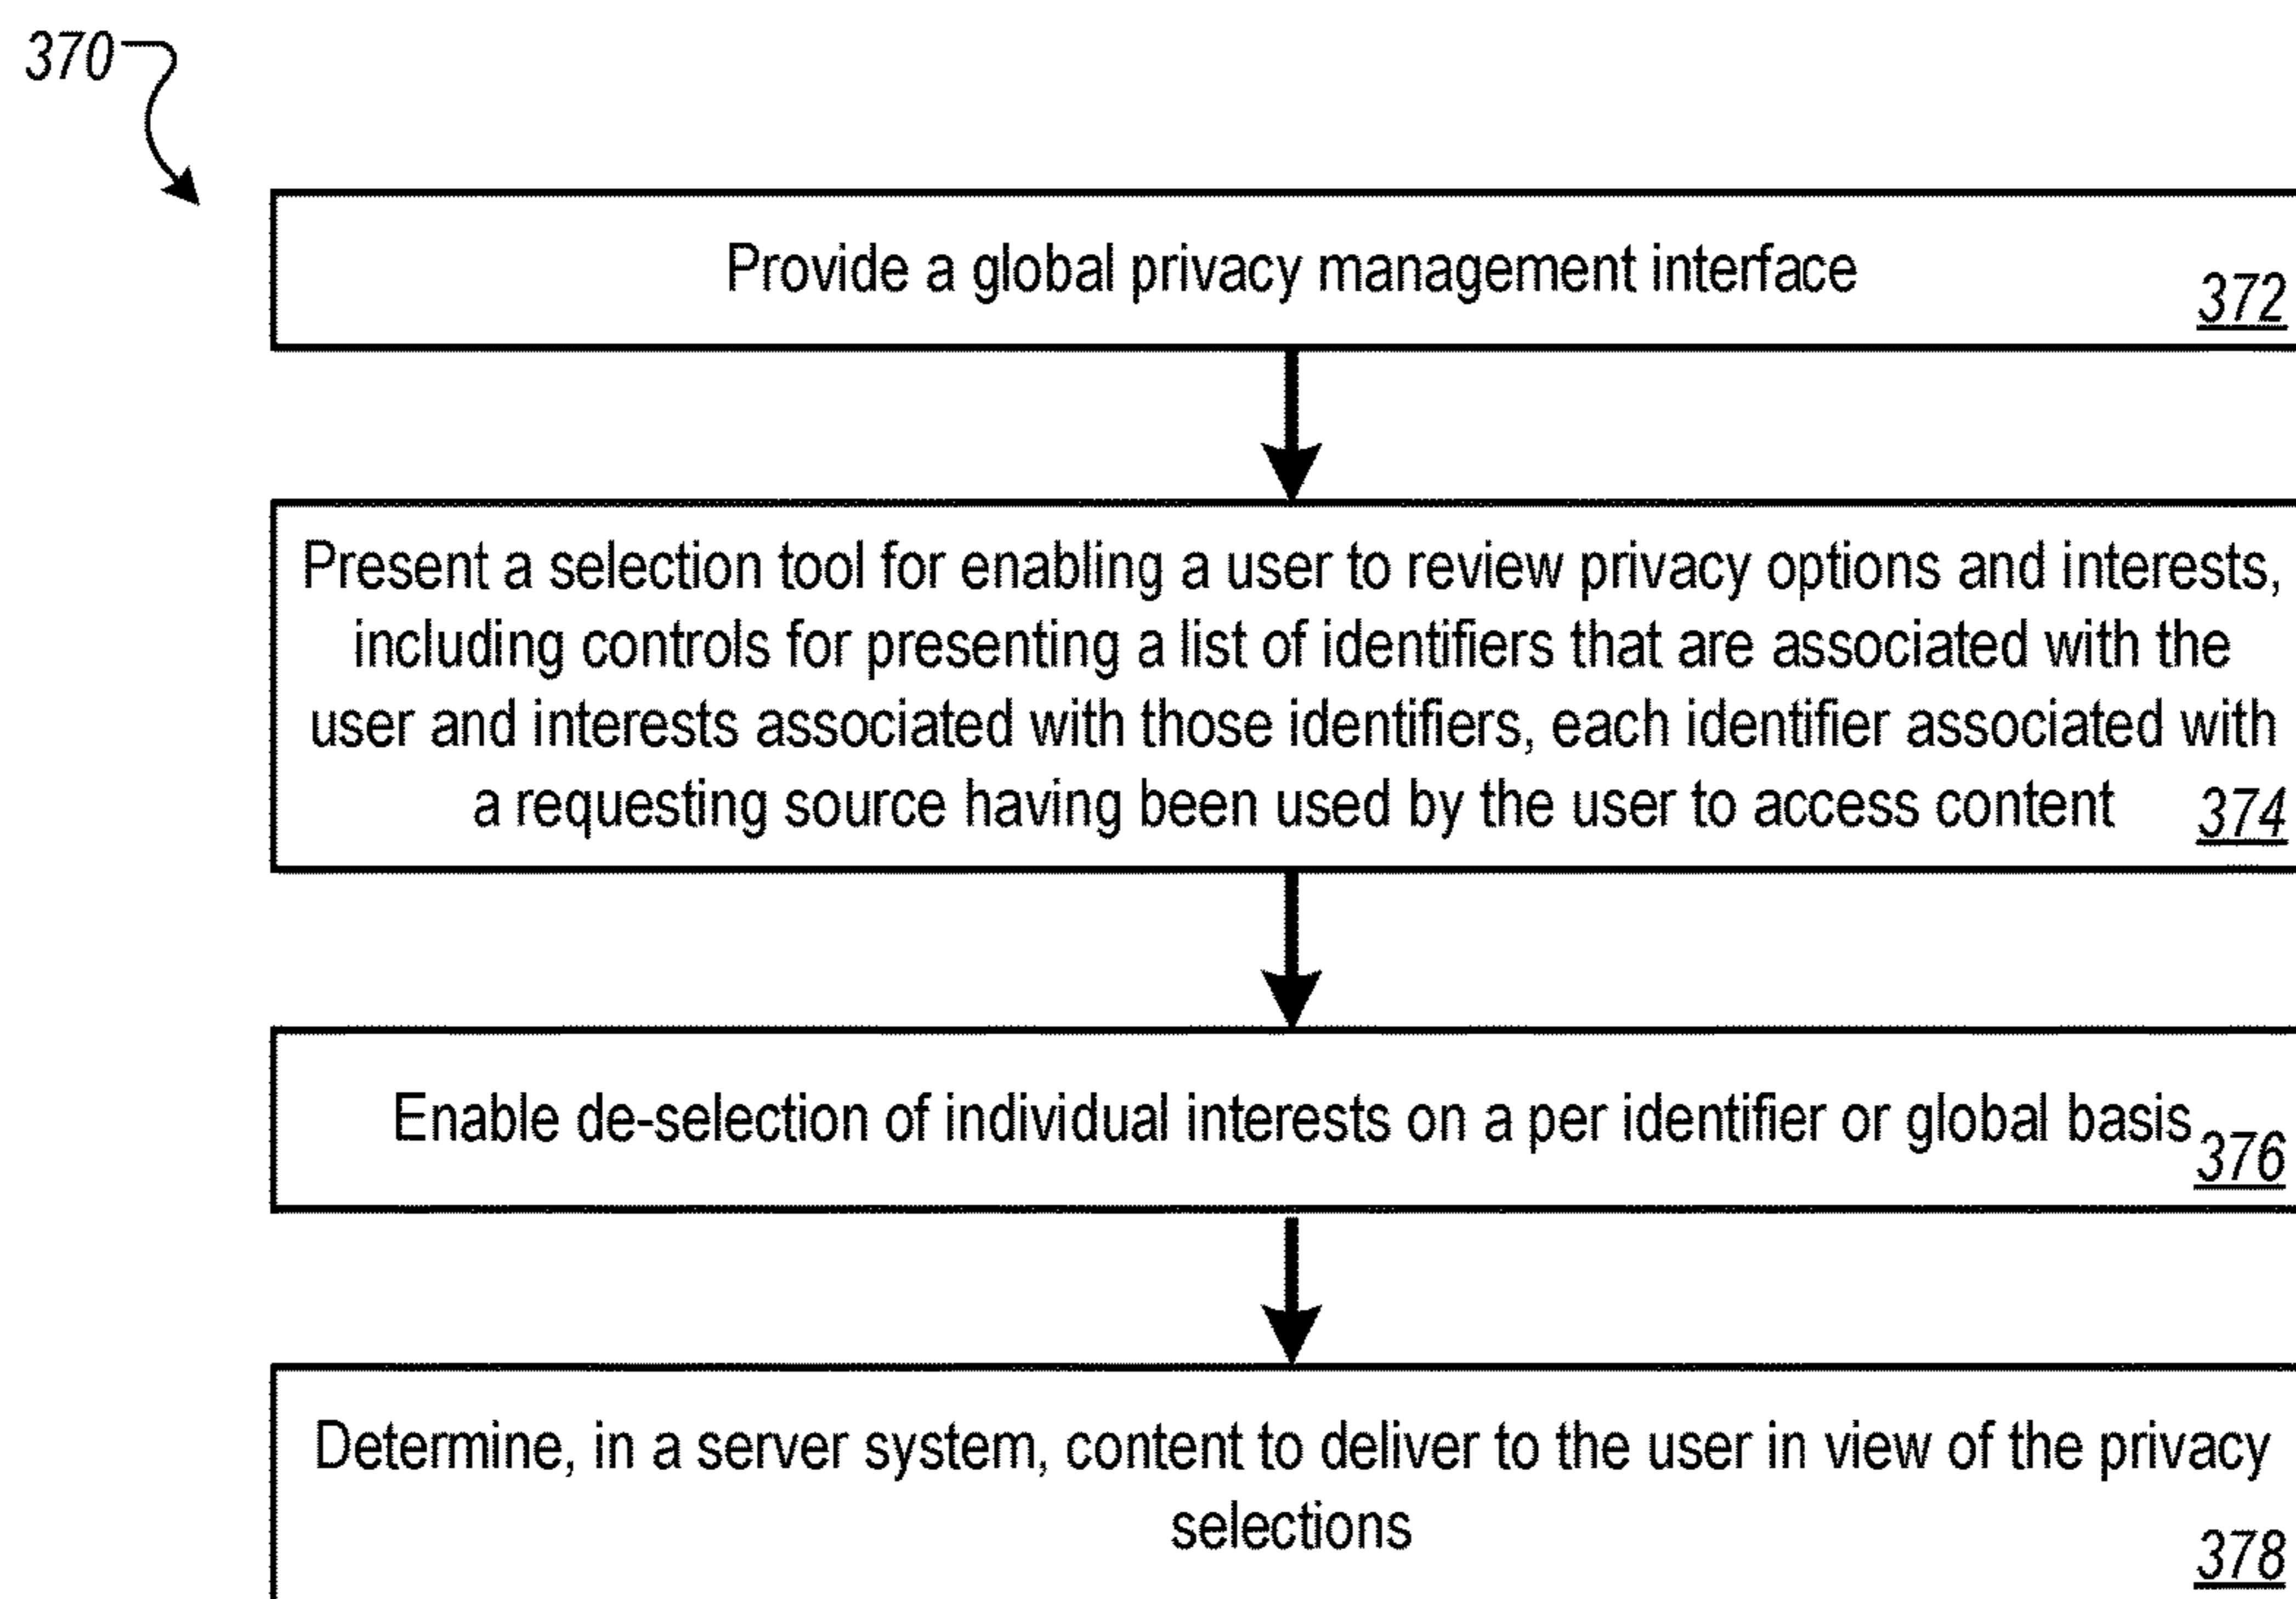 370
Provide a global privacy management interface
372
Present a selection tool for enabling a user to review privacy options and interests,
including controls for presenting a list of identifiers that are associated with the
user and interests associated with those identifiers, each identifier associated with
a requesting source having been used by the user to access content
374
Enable de-selection of individual interests on a per identifier or global basis
376
Determine, in a server system, content to deliver to the user in view of the privacy
selections
378